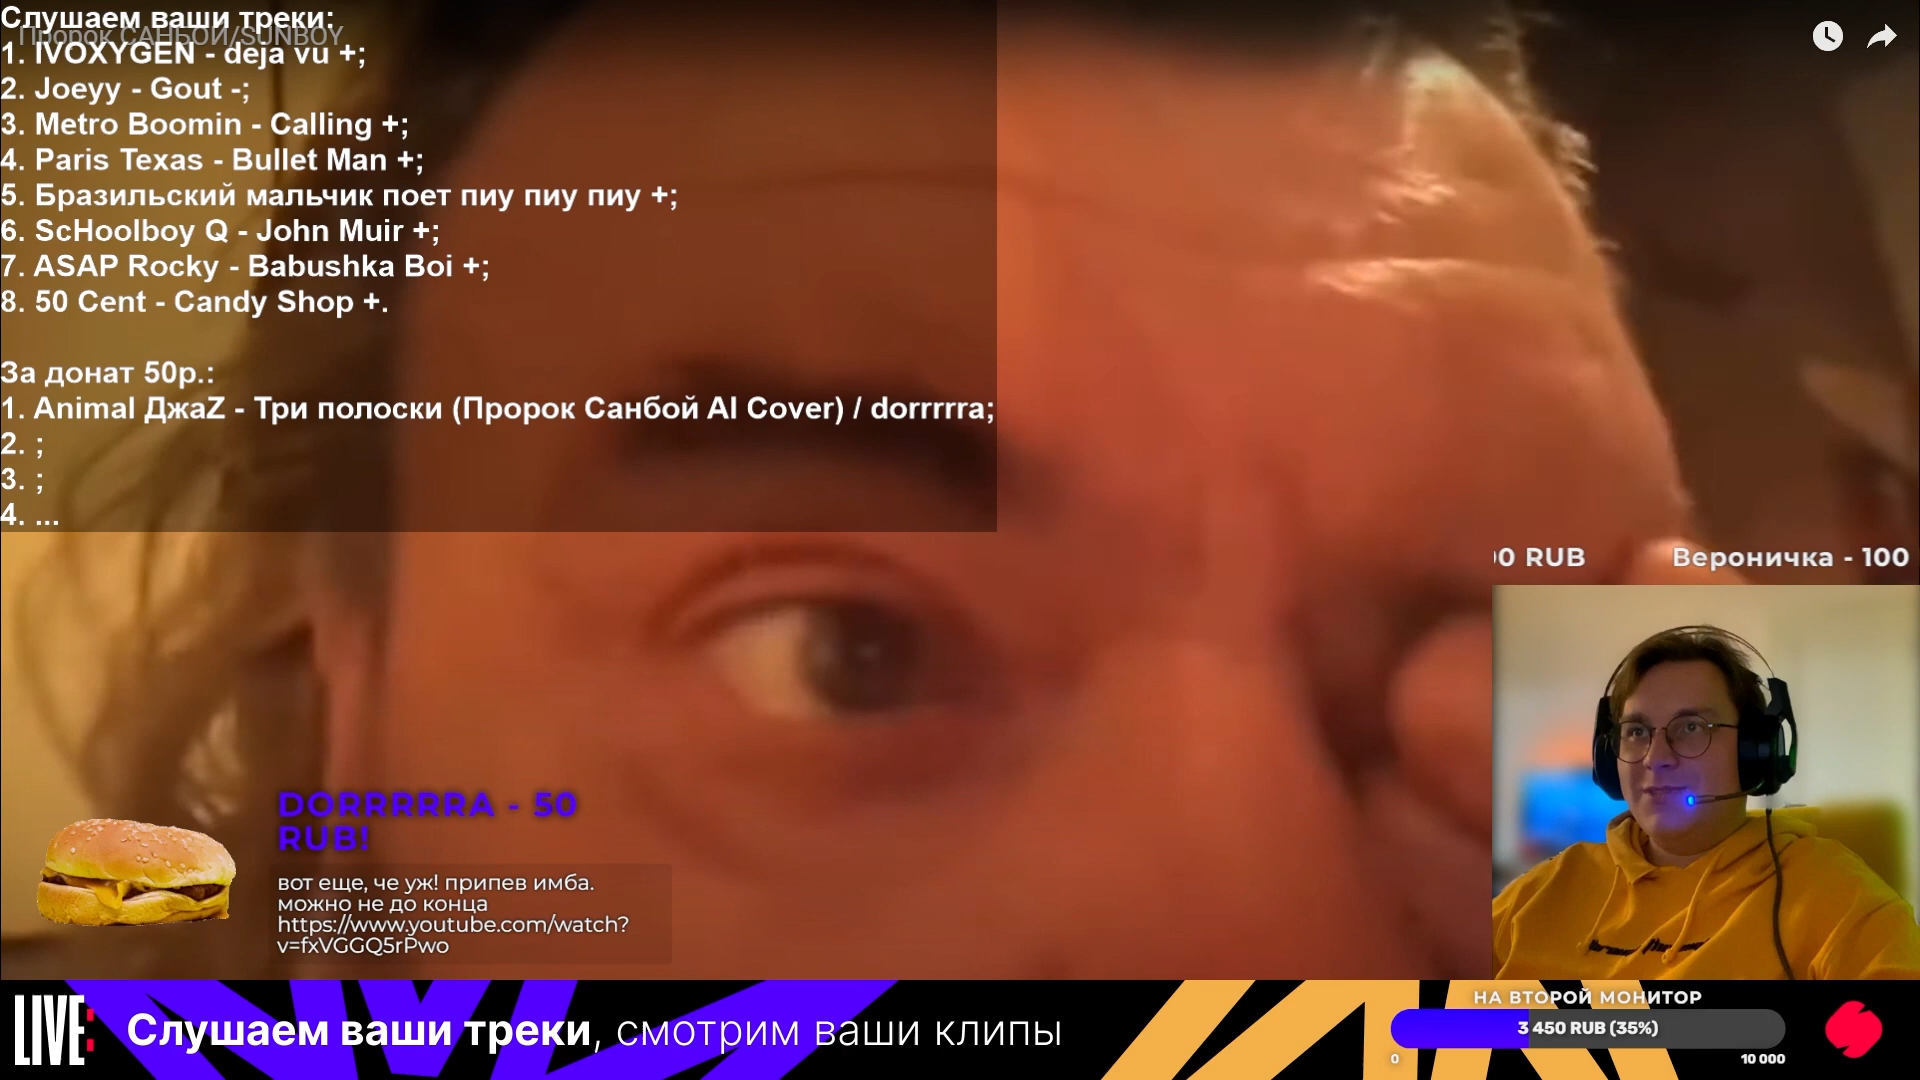 Слушаем ваши треки:
Пророк САНБОЙ/SUNBOY
1. IVOXYGEN - deja vu +;
2. Joeyy - Gout -;
3. Metro Boomin - Calling +;
4. Paris Texas - Bullet Man +;
5. Бразильский мальчик поет пиу пиу пиу +;
6. ScHoolboy Q - John Muir +;
7. ASAP Rocky - Babushka Boi +;
8. 50 Cent - Candy Shop +.
За донат 50р.:
1. Animal ДжаZ - Три полоски (Пророк Санбой AI Cover) / dorrrrra;
2. ;
3. ;
4. ...
0 RUB Вероничка - 100
DORRRRRA - 50
RUB!
вот еще, че уж! припев имба.
можно не до конца
https://www.youtube.com/watch?
v=fxVGGQ5rPwo
LIVE:
Слушаем ваши треки, смотрим ваши клипы
НА ВТОРОЙ МОНИТОР
3 450 RUB (35%)
0 10 000